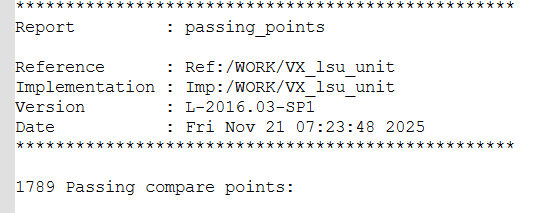 **************************************************
Report         : passing_points
Reference      : Ref:/WORK/VX_lsu_unit
Implementation : Imp:/WORK/VX_lsu_unit
Version        : L-2016.03-SP1
Date           : Fri Nov 21 07:23:48 2025
**************************************************
1789 Passing compare points: